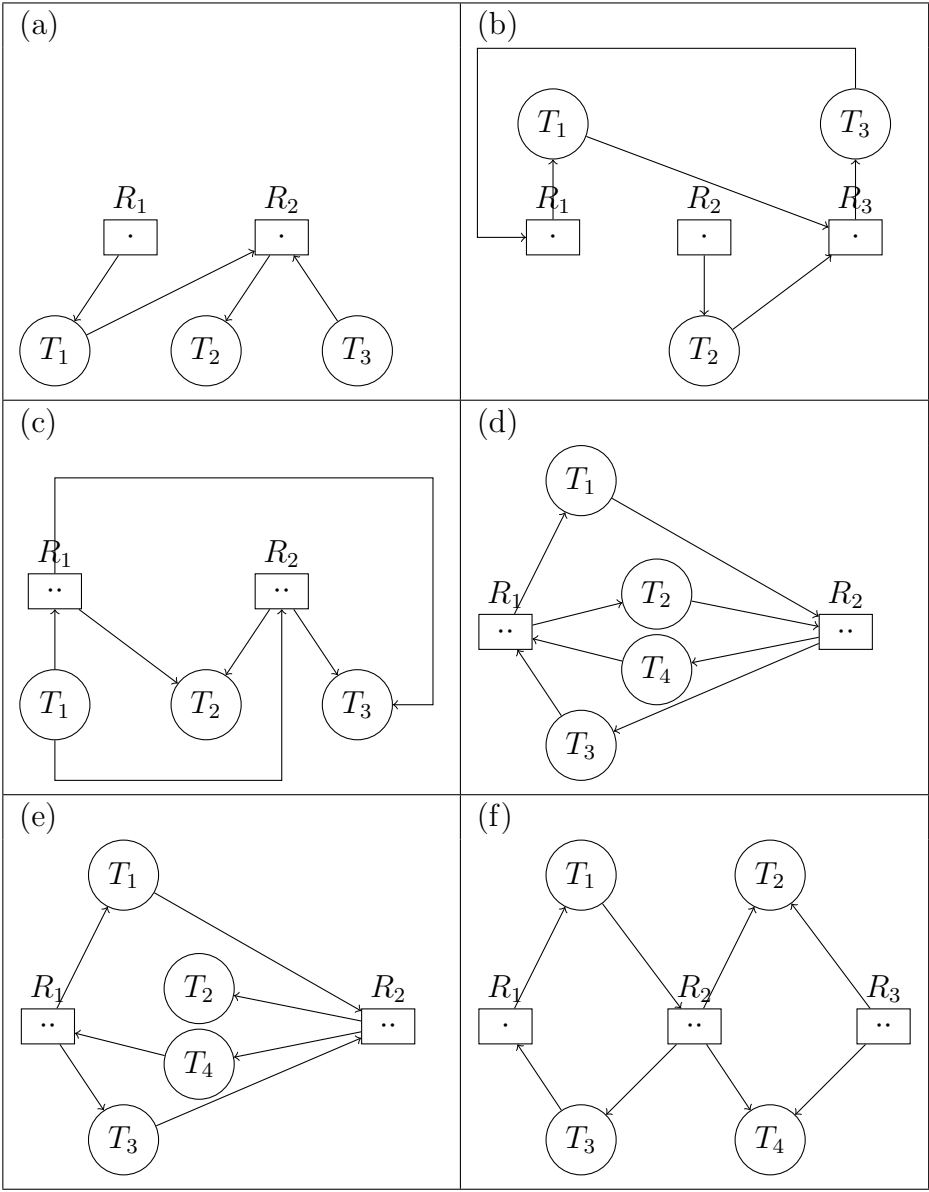 (a)
R₁ R₂
· ·
T₁ T₂ T₃
(b)
T₁ T₃
R₁ R₂ R₃
· · ·
T₂
(c)
R₁ R₂
·· ··
T₁ T₂ T₃
(d)
T₁
T₂
R₁ R₂
·· ··
T₄
T₃
(e)
T₁
T₂
R₁ R₂
·· ··
T₄
T₃
(f)
T₁ T₂
R₁ R₂ R₃
· ·· ··
T₃ T₄